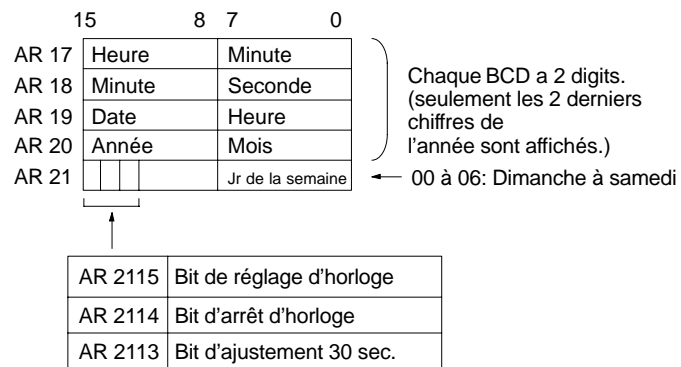 15 8 7 0
AR 17 Heure Minute
AR 18 Minute Seconde
AR 19 Date Heure
AR 20 Année Mois
AR 21 Jr de la semaine
Chaque BCD a 2 digits.
(seulement les 2 derniers
chiffres de
l'année sont affichés.)
00 à 06: Dimanche à samedi
AR 2115 Bit de réglage d'horloge
AR 2114 Bit d'arrêt d'horloge
AR 2113 Bit d'ajustement 30 sec.